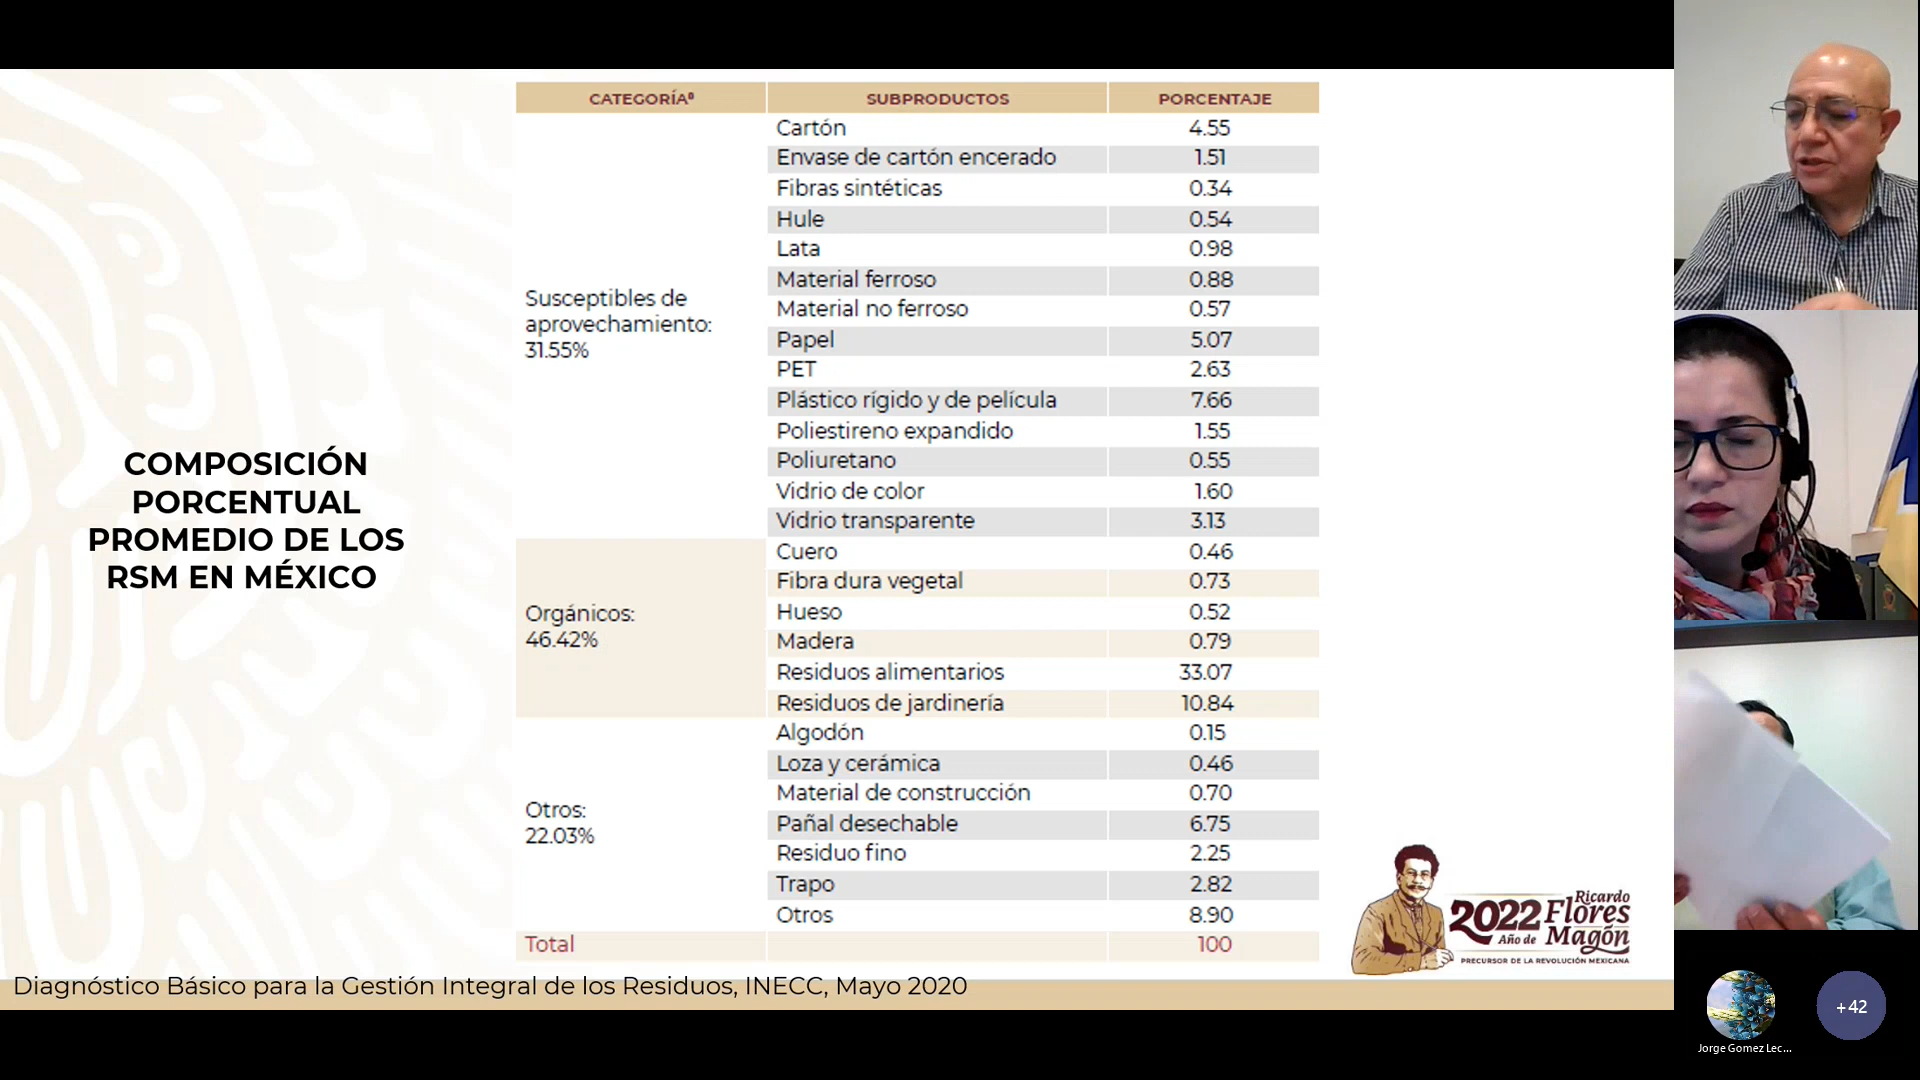 COMPOSICIÓN
PORCENTUAL
PROMEDIO DE LOS
RSM EN MÉXICO
CATEGORÍA⁸ SUBPRODUCTOS PORCENTAJE
Susceptibles de
aprovechamiento:
31.55%
Cartón 4.55
Envase de cartón encerado 1.51
Fibras sintéticas 0.34
Hule 0.54
Lata 0.98
Material ferroso 0.88
Material no ferroso 0.57
Papel 5.07
PET 2.63
Plástico rígido y de película 7.66
Poliestireno expandido 1.55
Poliuretano 0.55
Vidrio de color 1.60
Vidrio transparente 3.13
Orgánicos:
46.42%
Cuero 0.46
Fibra dura vegetal 0.73
Hueso 0.52
Madera 0.79
Residuos alimentarios 33.07
Residuos de jardinería 10.84
Otros:
22.03%
Algodón 0.15
Loza y cerámica 0.46
Material de construcción 0.70
Pañal desechable 6.75
Residuo fino 2.25
Trapo 2.82
Otros 8.90
Total 100
2022 Ricardo
Flores
Año de Magón
PRECURSOR DE LA REVOLUCIÓN MEXICANA
Diagnóstico Básico para la Gestión Integral de los Residuos, INECC, Mayo 2020
+42
Jorge Gomez Lec...